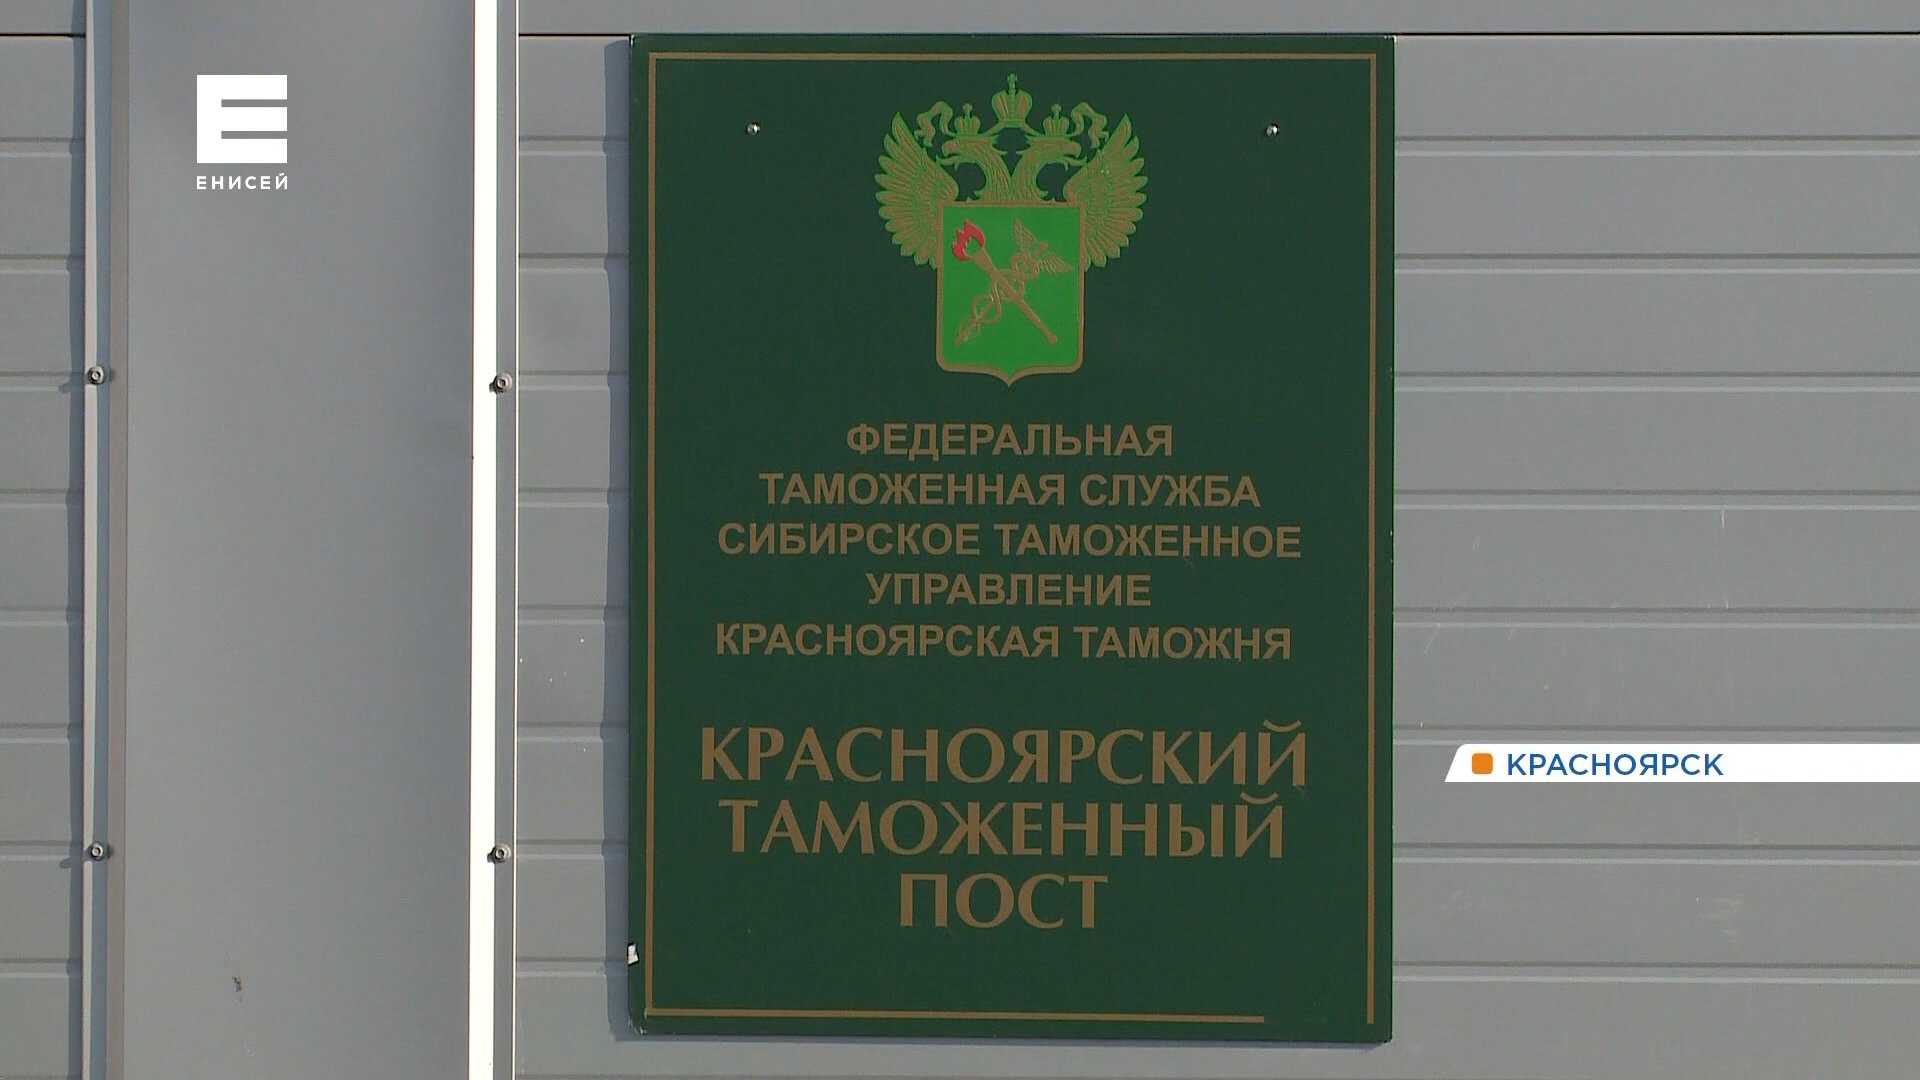 ЕНИСЕЙ
ФЕДЕРАЛЬНАЯ
ТАМОЖЕННАЯ СЛУЖБА
СИБИРСКОЕ ТАМОЖЕННОЕ
УПРАВЛЕНИЕ
КРАСНОЯРСКАЯ ТАМОЖНЯ
КРАСНОЯРСКИЙ
ТАМОЖЕННЫЙ
ПОСТ
КРАСНОЯРСК